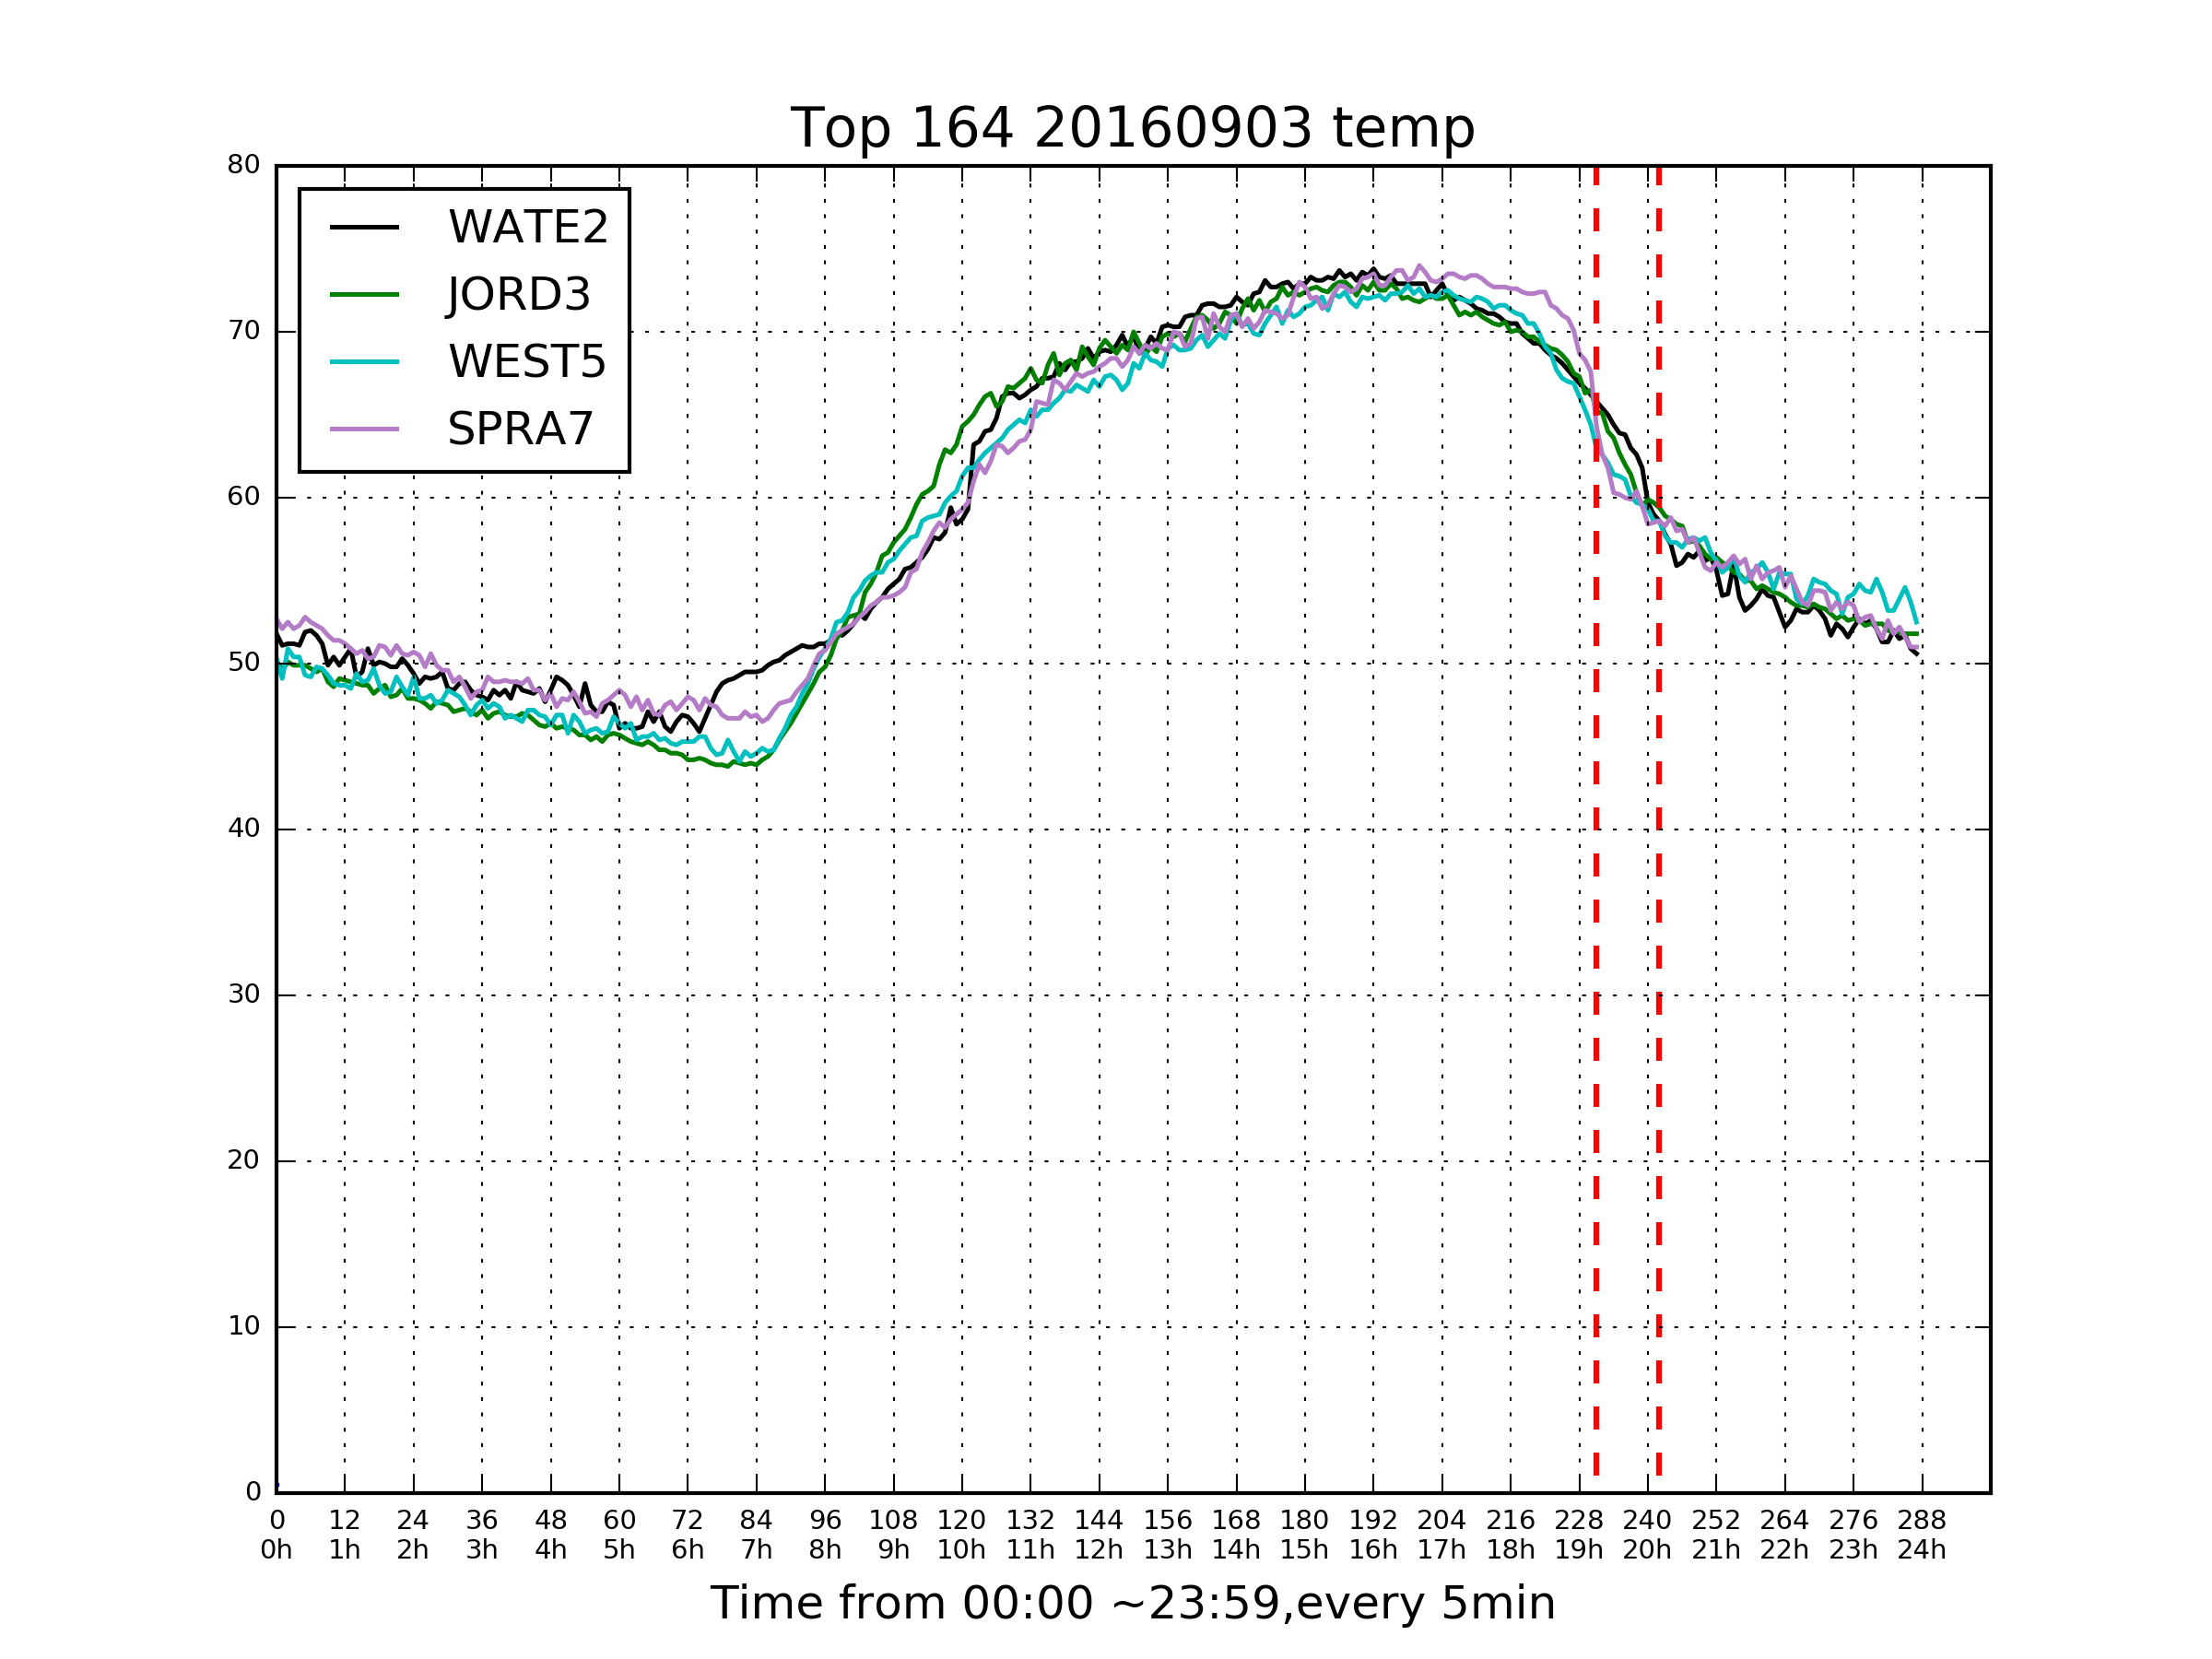 Top 164 20160903 temp
80
70
60
50
40
30
20
10
0
WATE2
JORD3
WEST5
SPRA7
0 12 24 36 48 60 72 84 96 108 120 132 144 156 168 180 192 204 216 228 240 252 264 276 288
0h 1h 2h 3h 4h 5h 6h 7h 8h 9h 10h 11h 12h 13h 14h 15h 16h 17h 18h 19h 20h 21h 22h 23h 24h
Time from 00:00 ~23:59,every 5min